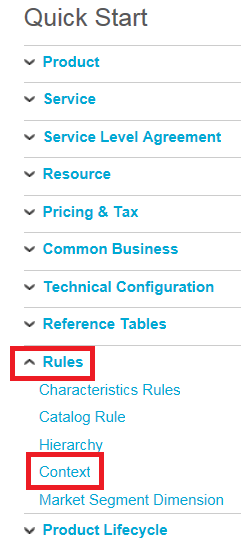 Quick Start
Product
Service
Service Level Agreement
Resource
Pricing & Tax
Common Business
Technical Configuration
Reference Tables
Rules
Characteristics Rules
Catalog Rule
Hierarchy
Context
Market Segment Dimension
Product Lifecycle